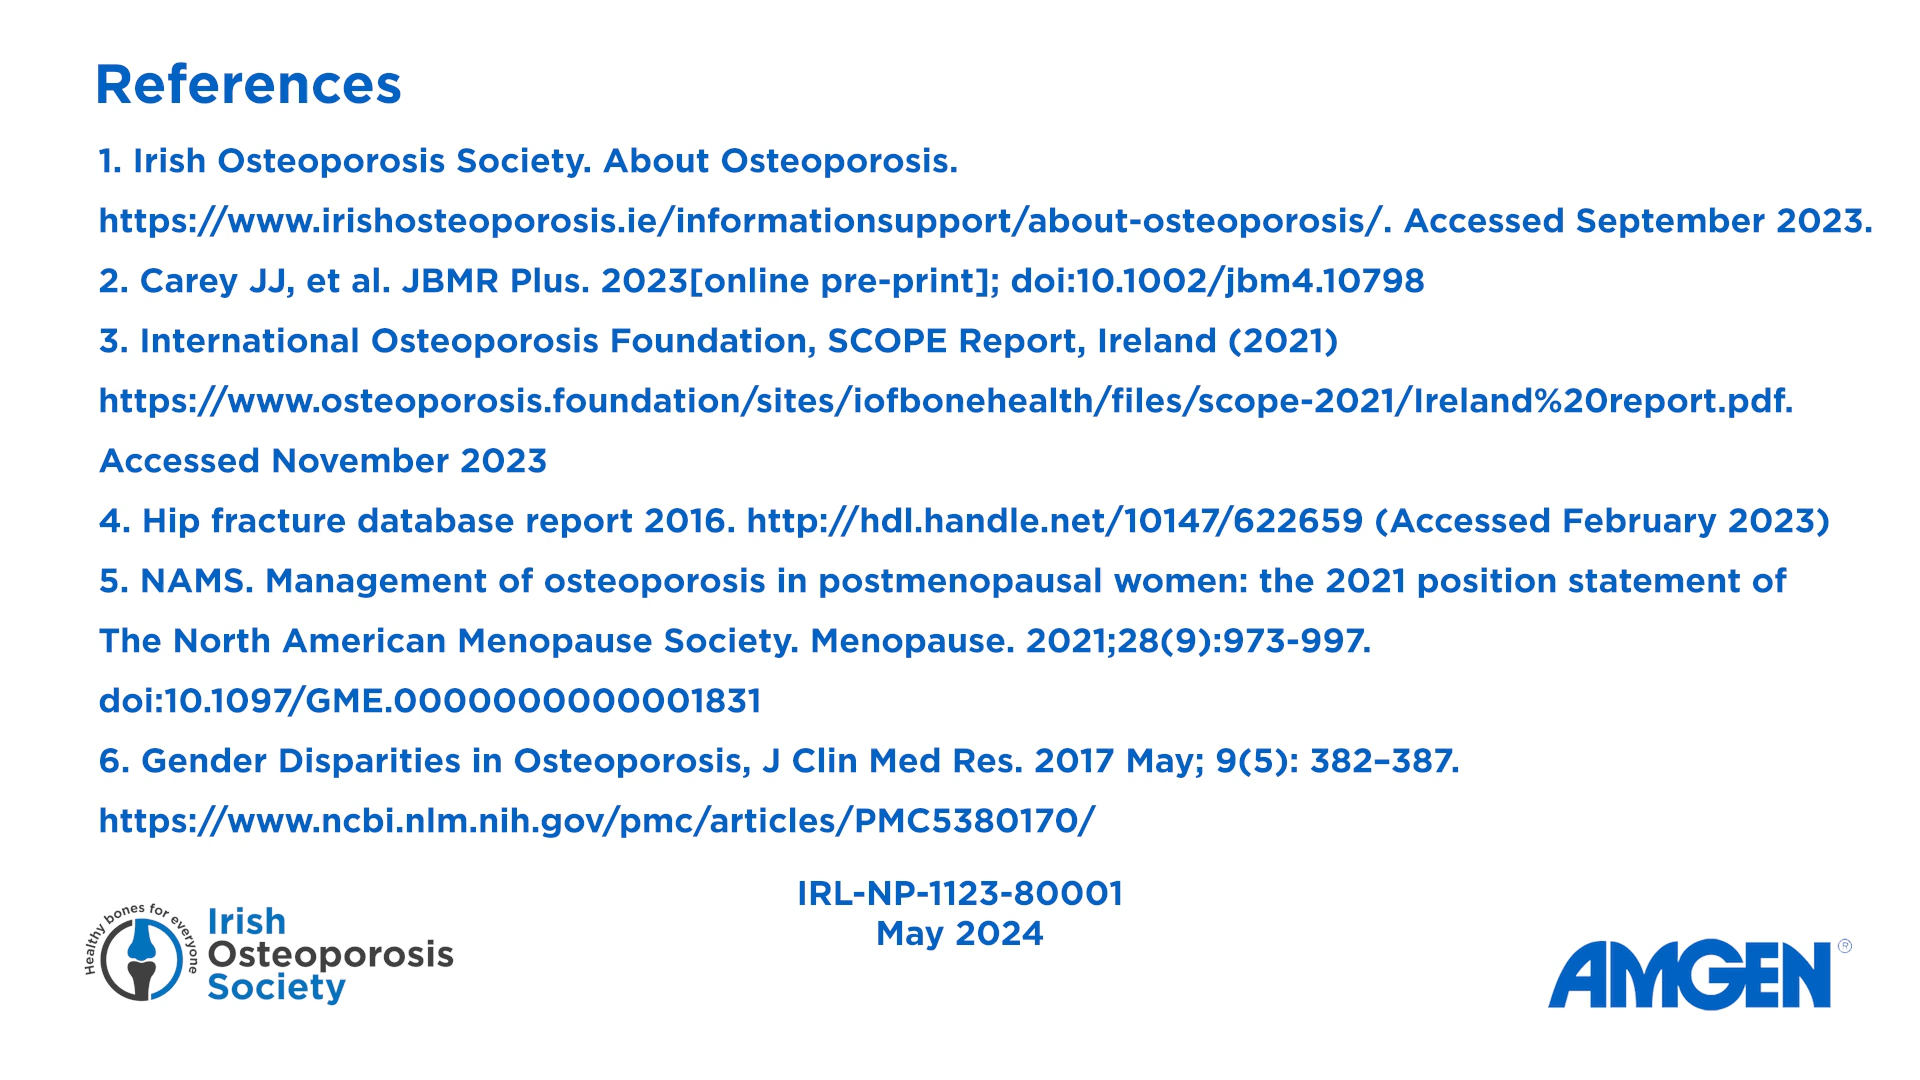 References
1. Irish Osteoporosis Society. About Osteoporosis.
https://www.irishosteoporosis.ie/informationsupport/about-osteoporosis/. Accessed September 2023.
2. Carey JJ, et al. JBMR Plus. 2023[online pre-print]; doi:10.1002/jbm4.10798
3. International Osteoporosis Foundation, SCOPE Report, Ireland (2021)
https://www.osteoporosis.foundation/sites/iofbonehealth/files/scope-2021/Ireland%20report.pdf.
Accessed November 2023
4. Hip fracture database report 2016. http://hdl.handle.net/10147/622659 (Accessed February 2023)
5. NAMS. Management of osteoporosis in postmenopausal women: the 2021 position statement of
The North American Menopause Society. Menopause. 2021;28(9):973-997.
doi:10.1097/GME.0000000000001831
6. Gender Disparities in Osteoporosis, J Clin Med Res. 2017 May; 9(5): 382–387.
https://www.ncbi.nlm.nih.gov/pmc/articles/PMC5380170/
IRL-NP-1123-80001
May 2024
Healthy bones for everyone
Irish
Osteoporosis
Society
AMGEN®